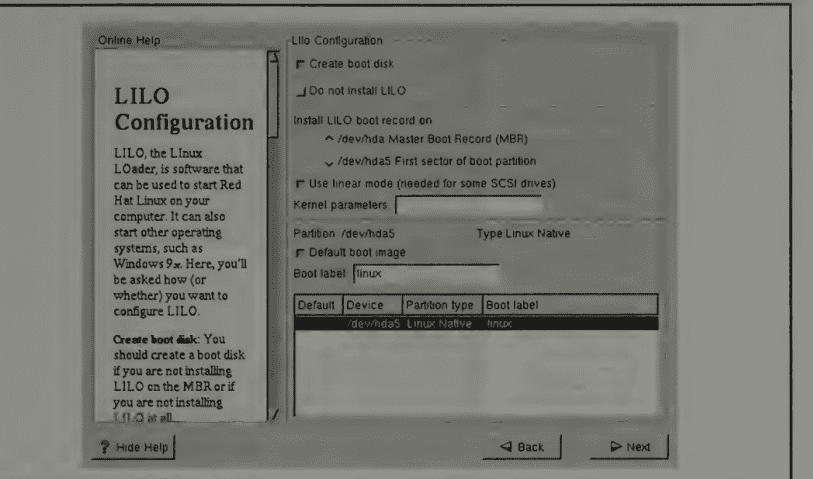 Online Help
LILO
Configuration
LILO, the LInux
LOader, is software that
can be used to start Red
Hat Linux on your
computer. It can also
start other operating
systems, such as
Windows 9x. Here, you'll
be asked how (or
whether) you want to
configure LILO.
Create boot disk: You
should create a boot disk
if you are not installing
LILO on the MBR or if
you are not installing
LILO at all.
? Hide Help
Lilo Configuration
Create boot disk
Do not install LILO
Install LILO boot record on
/dev/hda Master Boot Record (MBR)
/dev/hda5 First sector of boot partition
Use linear mode (needed for some SCSI drives)
Kernel parameters:
Partition /dev/hda5 Type:Linux Native
Default boot image
Boot label linux
Default Device Partition type Boot label
/dev/hda5 Linux Native linux
Back Next